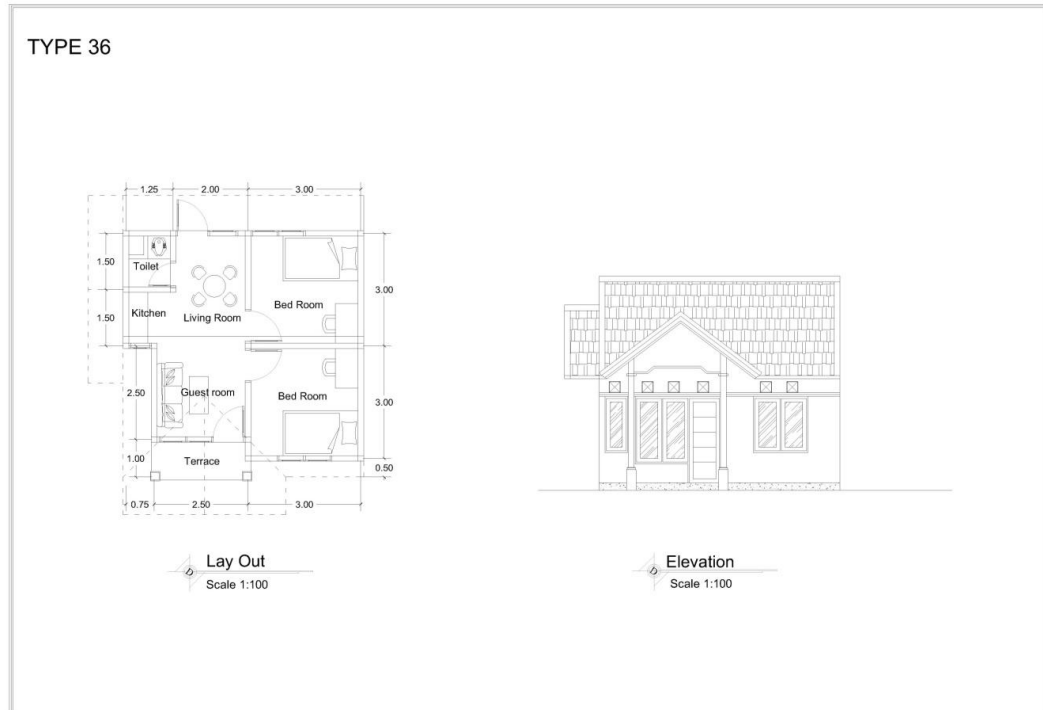 TYPE 36
1.25 2.00 3.00
1.50
Toilet
3.00
Bed Room
1.50
Kitchen
Living Room
2.50
Guest room
Bed Room
3.00
1.00
Terrace
0.50
0.75 2.50 3.00
D
Lay Out
Scale 1:100
D
Elevation
Scale 1:100